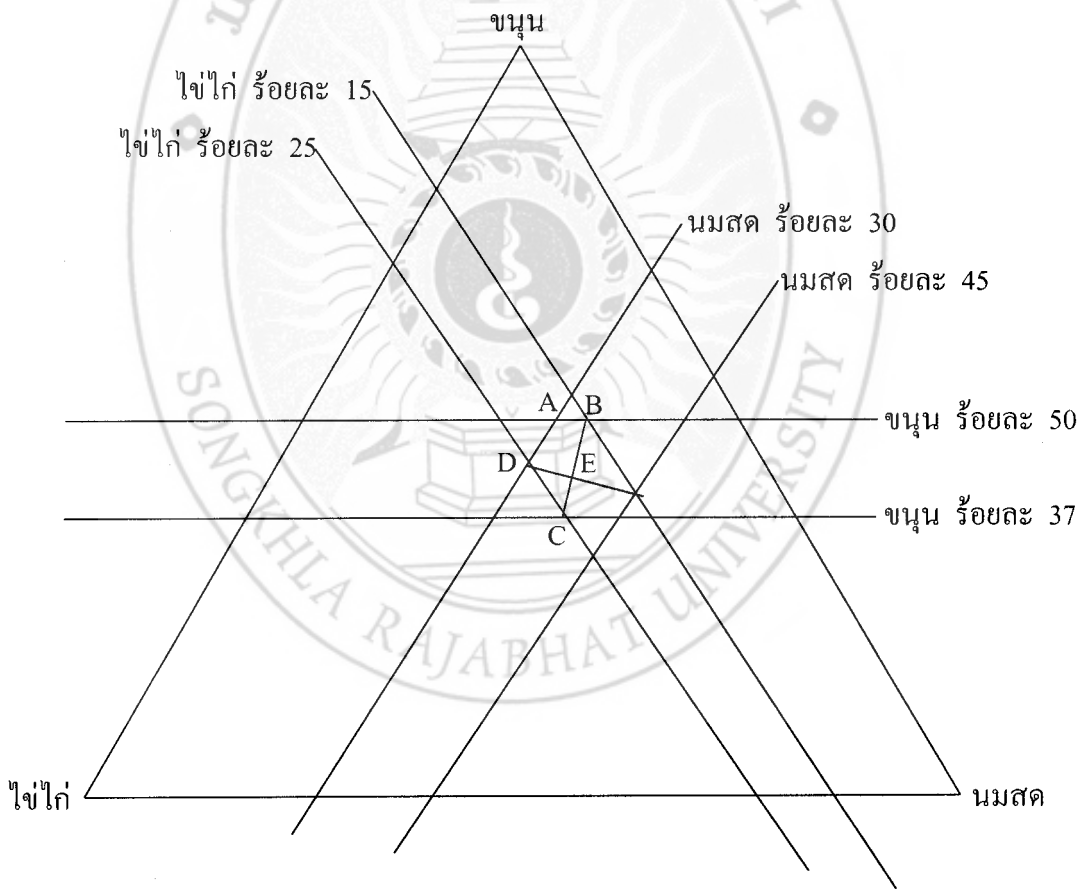 ขนุน
ไข่ไก่ ร้อยละ 15
ไข่ไก่ ร้อยละ 25
นมสด ร้อยละ 30
นมสด ร้อยละ 45
A B
ขนุน ร้อยละ 50
D E
ขนุน ร้อยละ 37
C
ไข่ไก่
นมสด
SONGKHLA RAJABHAT UNIVERSITY